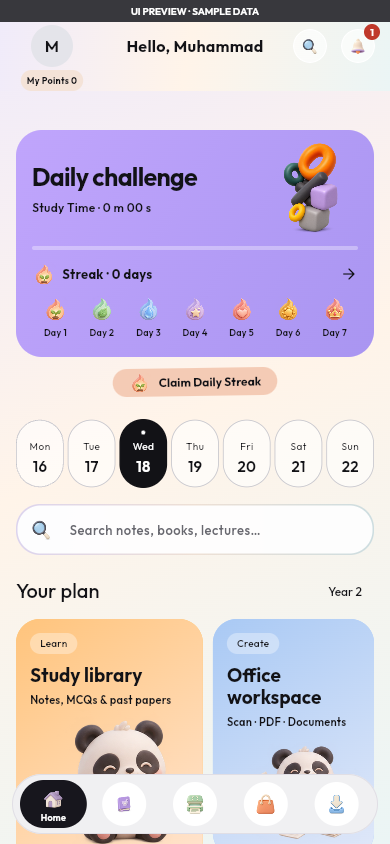 UI PREVIEW · SAMPLE DATA
M
Hello, Muhammad
1
My Points 0
Daily challenge
Study Time · 0 m 00 s
Streak · 0 days
Day 1 Day 2 Day 3 Day 4 Day 5 Day 6 Day 7
Claim Daily Streak
Mon Tue Wed Thu Fri Sat Sun
16 17 18 19 20 21 22
Search notes, books, lectures...
Your plan
Year 2
Learn
Study library
Notes, MCQs & past papers
Create
Office
workspace
Scan · PDF · Documents
Home